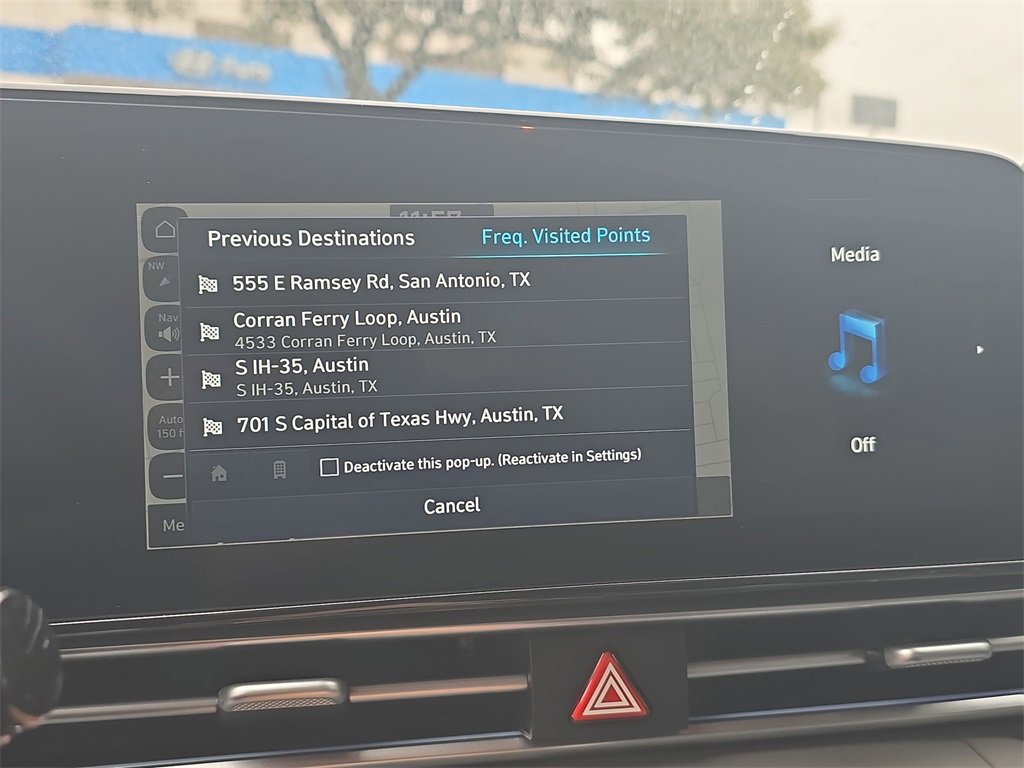 11:57
Previous Destinations
Freq. Visited Points
NW
555 E Ramsey Rd, San Antonio, TX
Nav
Corran Ferry Loop, Austin
4533 Corran Ferry Loop, Austin, TX
S IH-35, Austin
S IH-35, Austin, TX
Auto
150 f
701 S Capital of Texas Hwy, Austin, TX
Deactivate this pop-up. (Reactivate in Settings)
Cancel
Me
Media
Off